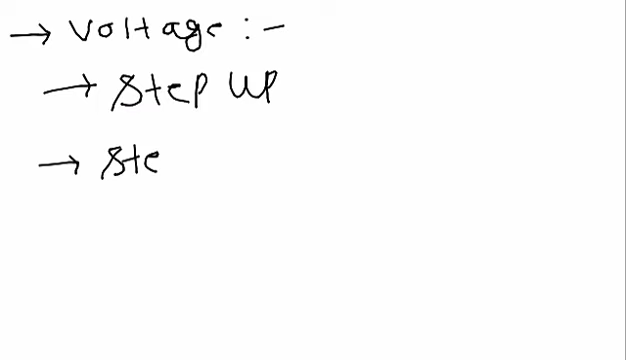 → Voltage :-
→ Step UP
→ Ste